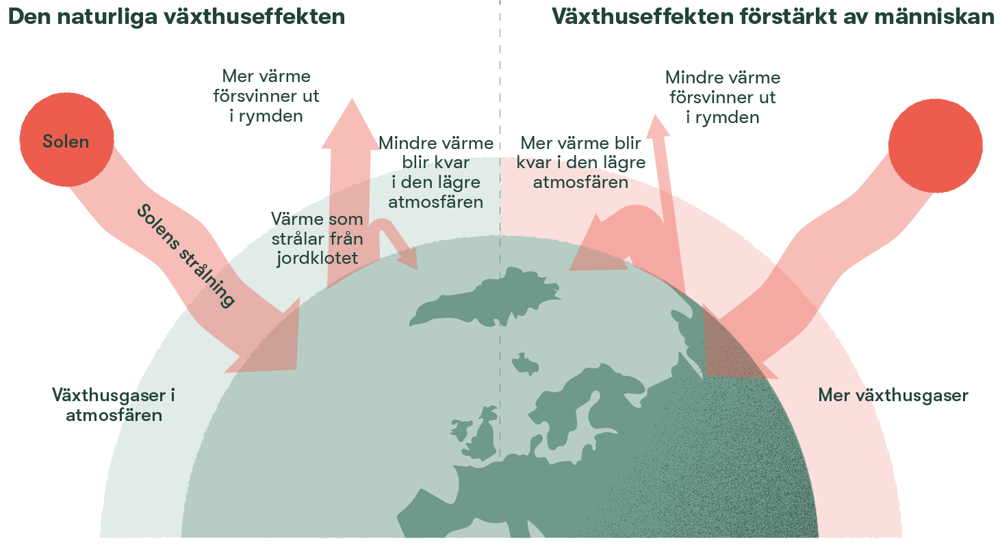 Den naturliga växthuseffekten
Växthuseffekten förstärkt av människan
Mer värme
försvinner ut
i rymden
Solen
Mindre värme
blir kvar
i den lägre
atmosfären
Värme som
strålar från
jordklotet
Solens strålning
Växthusgaser i
atmosfären
Mindre värme
försvinner ut
i rymden
Mer värme blir
kvar i den lägre
atmosfären
Mer växthusgaser